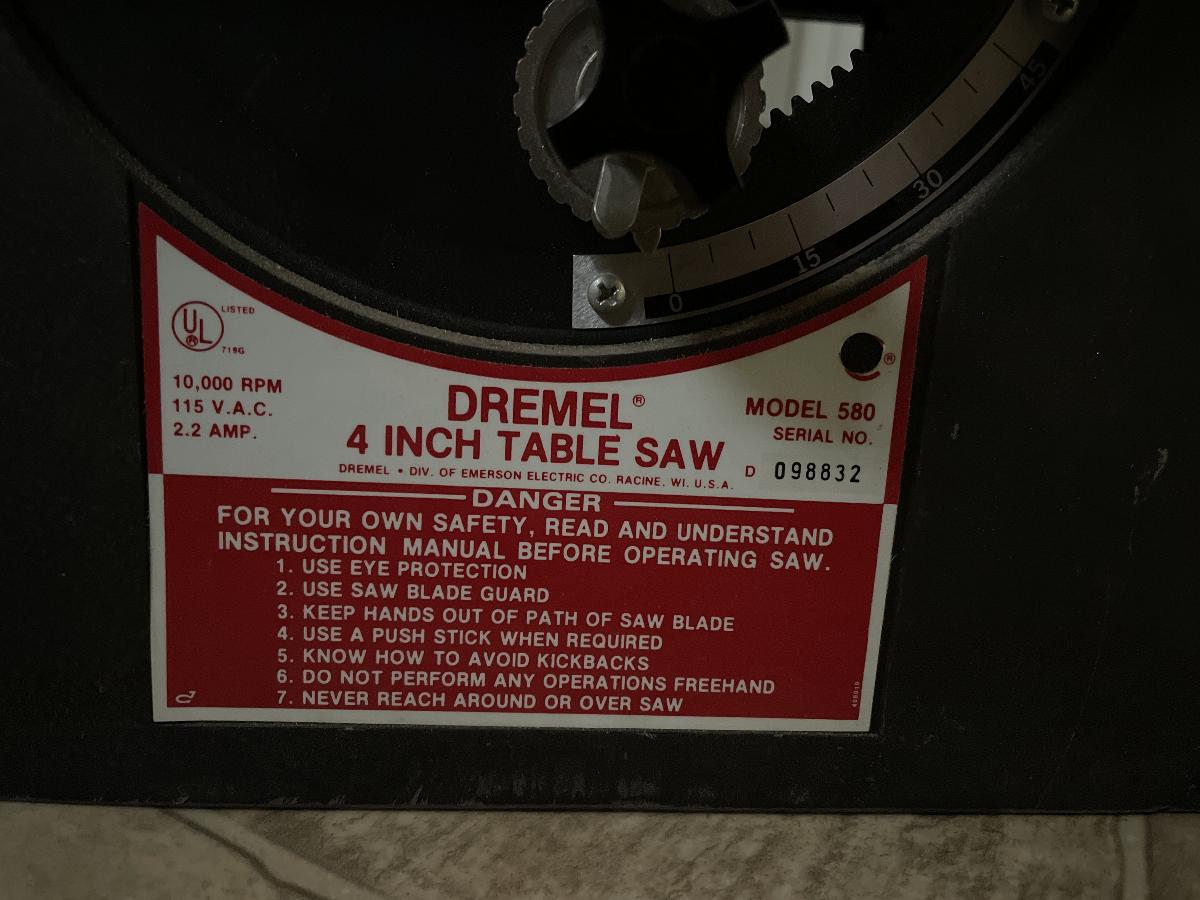 45
30
15
0
UL ® LISTED
719G
®
10,000 RPM
115 V.A.C.
2.2 AMP.
DREMEL®
4 INCH TABLE SAW
DREMEL • DIV. OF EMERSON ELECTRIC CO. RACINE, WI. U.S.A.
MODEL 580
SERIAL NO.
D 098832
DANGER
FOR YOUR OWN SAFETY, READ AND UNDERSTAND
INSTRUCTION MANUAL BEFORE OPERATING SAW.
1. USE EYE PROTECTION
2. USE SAW BLADE GUARD
3. KEEP HANDS OUT OF PATH OF SAW BLADE
4. USE A PUSH STICK WHEN REQUIRED
5. KNOW HOW TO AVOID KICKBACKS
6. DO NOT PERFORM ANY OPERATIONS FREEHAND
7. NEVER REACH AROUND OR OVER SAW